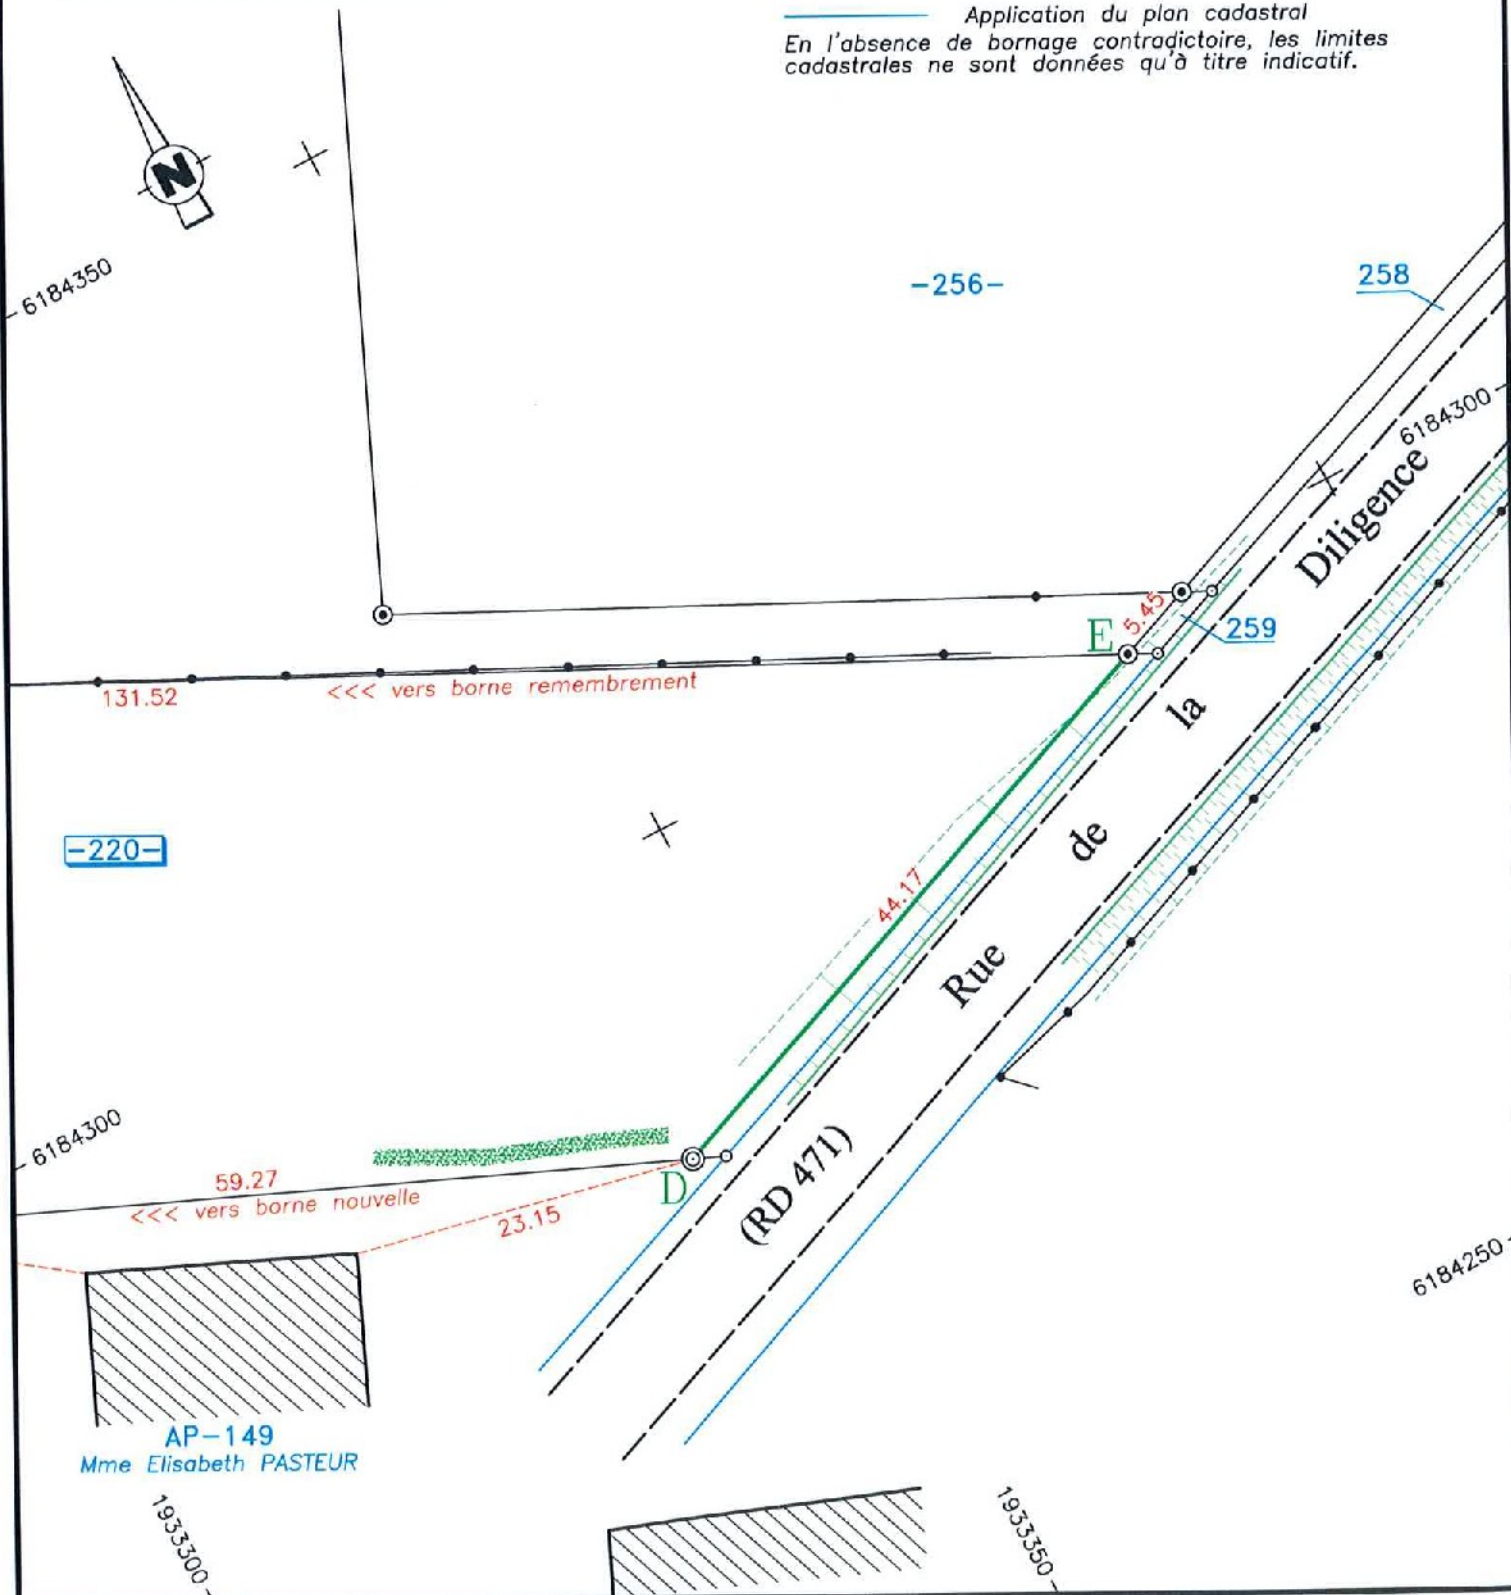 Application du plan cadastral
En l'absence de bornage contradictoire, les limites
cadastrales ne sont données qu'à titre indicatif.
N
6184350
-256-
258
6184300
Diligence
5.45
E
259
la
131.52
<<< vers borne remembrement
-220-
de
44.17
Rue
6184300
59.27
<<< vers borne nouvelle
D
23.15
(RD 471)
6184250
AP-149
Mme Elisabeth PASTEUR
1933300
1933350